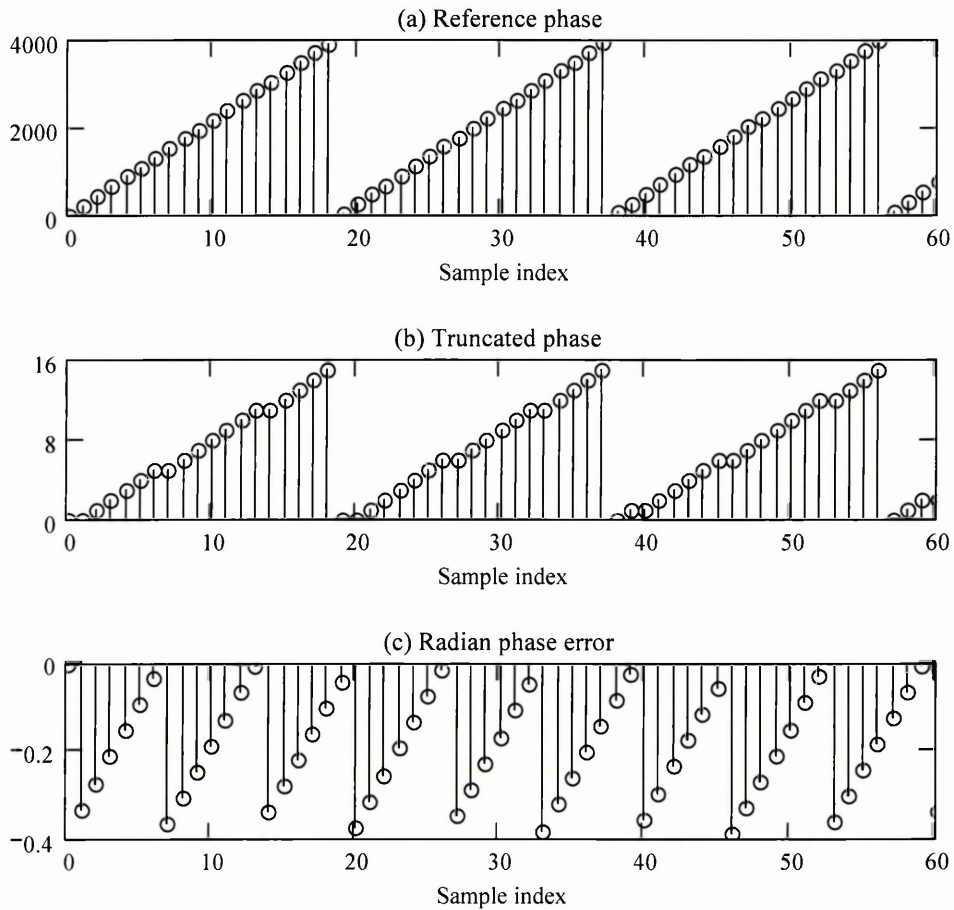 (a) Reference phase
4000
2000
0
0 10 20 30 40 50 60
Sample index
(b) Truncated phase
16
8
0
0 10 20 30 40 50 60
Sample index
(c) Radian phase error
0
−0.2
−0.4
0 10 20 30 40 50 60
Sample index